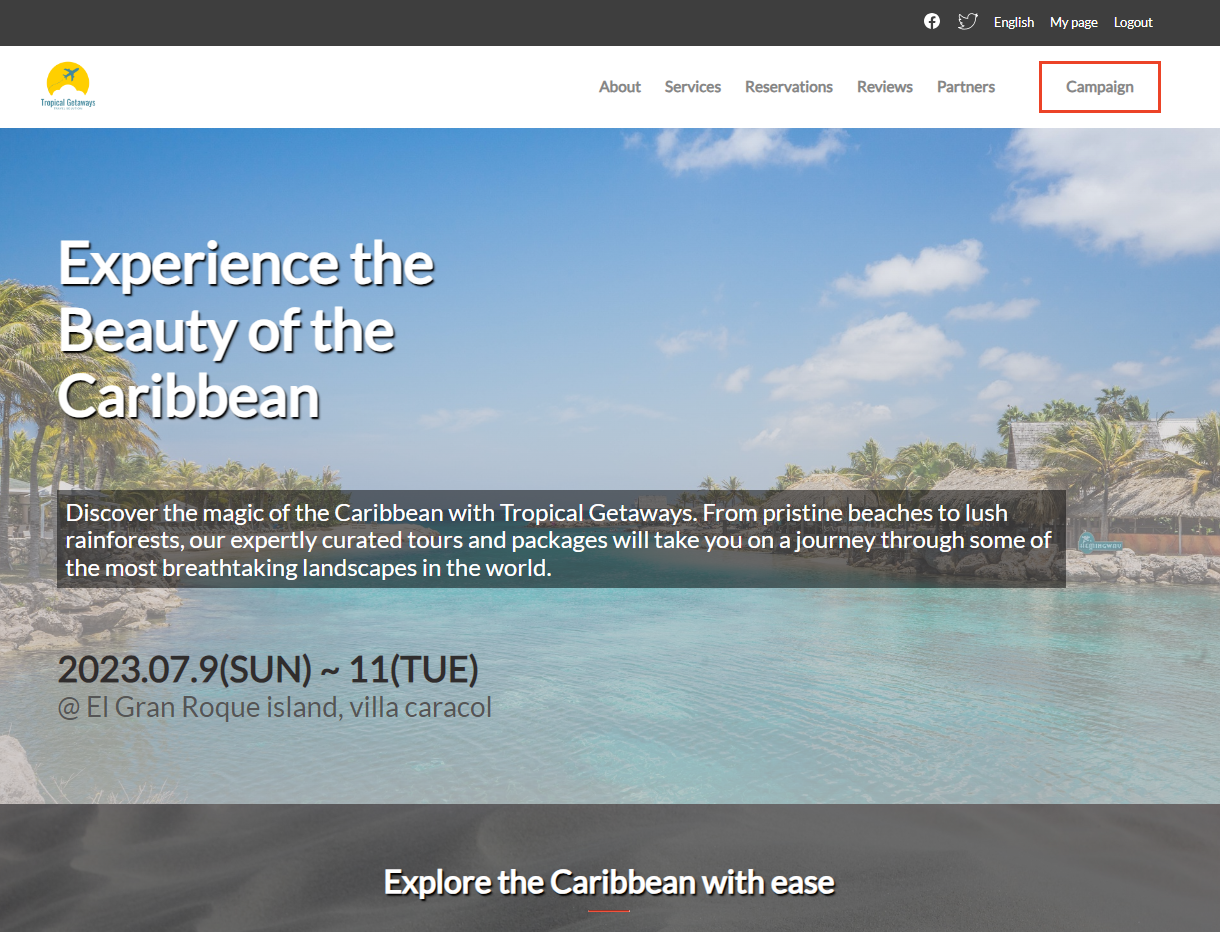 English My page Logout
Tropical Getaways
About Services Reservations Reviews Partners Campaign
Experience the
Beauty of the
Caribbean
Discover the magic of the Caribbean with Tropical Getaways. From pristine beaches to lush
rainforests, our expertly curated tours and packages will take you on a journey through some of
the most breathtaking landscapes in the world.
2023.07.9(SUN) ~ 11(TUE)
@ El Gran Roque island, villa caracol
Explore the Caribbean with ease